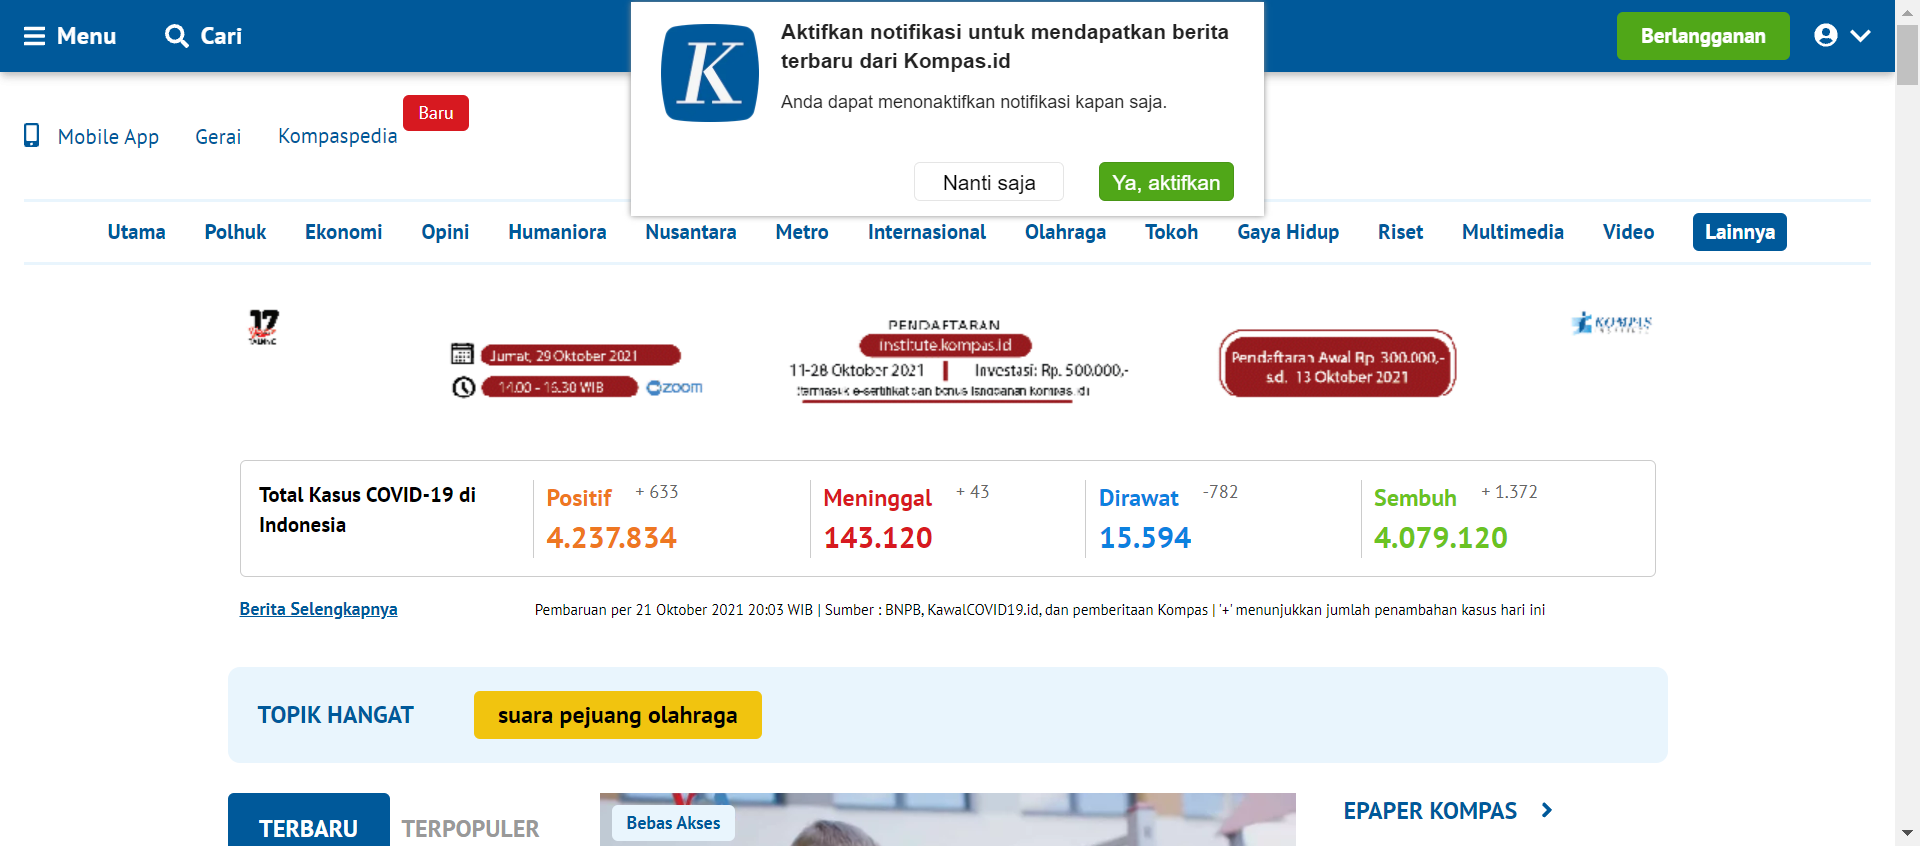 Menu
Cari
Aktifkan notifikasi untuk mendapatkan berita
terbaru dari Kompas.id
Anda dapat menonaktifkan notifikasi kapan saja.
Nanti saja
Ya, aktifkan
Berlangganan
Mobile App
Gerai
Kompaspedia
Baru
Utama
Polhuk
Ekonomi
Opini
Humaniora
Nusantara
Metro
Internasional
Olahraga
Tokoh
Gaya Hidup
Riset
Multimedia
Video
Lainnya
17
Jumat, 29 Oktober 2021
14.00 - 16.30 WIB
zoom
PENDAFTARAN
institute.kompas.id
11-28 Oktober 2021 | Investasi: Rp. 500.000,-
termasuk e-sertifikat dan bonus langganan kompas.id
Pendaftaran Awal Rp 300.000,-
s.d. 13 Oktober 2021
KOMPAS
Total Kasus COVID-19 di
Indonesia
Positif + 633
4.237.834
Meninggal + 43
143.120
Dirawat -782
15.594
Sembuh + 1.372
4.079.120
Berita Selengkapnya
Pembaruan per 21 Oktober 2021 20:03 WIB | Sumber : BNPB, KawalCOVID19.id, dan pemberitaan Kompas | '+' menunjukkan jumlah penambahan kasus hari ini
TOPIK HANGAT
suara pejuang olahraga
TERBARU
TERPOPULER
Bebas Akses
EPAPER KOMPAS